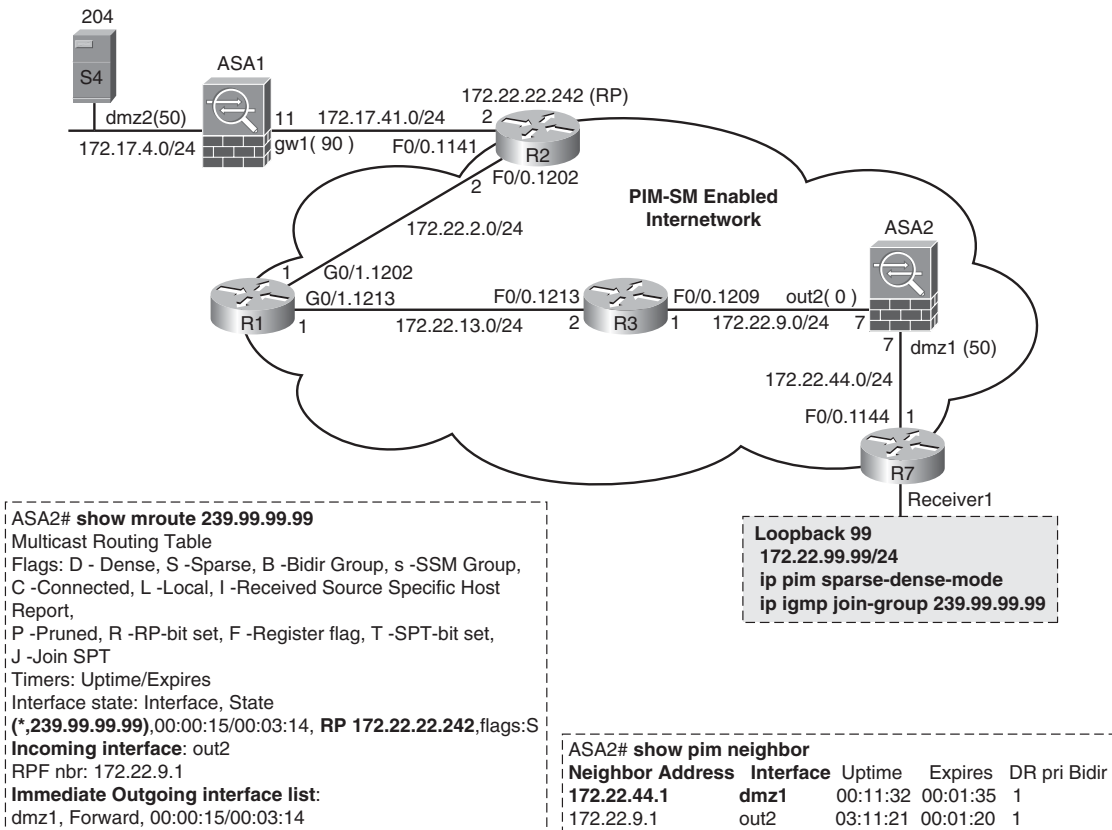 204
S4
ASA1
dmz2(50)
172.17.4.0/24
11
172.17.41.0/24
gw1( 90 )
172.22.22.242 (RP)
2
F0/0.1141
R2
2
F0/0.1202
172.22.2.0/24
PIM-SM Enabled
Internetwork
ASA2
1
G0/1.1202
G0/1.1213
R1
1
172.22.13.0/24
F0/0.1213
2
R3
F0/0.1209
1
172.22.9.0/24
out2( 0 )
7
7
dmz1 (50)
172.22.44.0/24
F0/0.1144
1
R7
Receiver1
Loopback 99
172.22.99.99/24
ip pim sparse-dense-mode
ip igmp join-group 239.99.99.99
ASA2# show mroute 239.99.99.99
Multicast Routing Table
Flags: D - Dense, S -Sparse, B -Bidir Group, s -SSM Group,
C -Connected, L -Local, I -Received Source Specific Host
Report,
P -Pruned, R -RP-bit set, F -Register flag, T -SPT-bit set,
J -Join SPT
Timers: Uptime/Expires
Interface state: Interface, State
(*,239.99.99.99),00:00:15/00:03:14, RP 172.22.22.242,flags:S
Incoming interface: out2
RPF nbr: 172.22.9.1
Immediate Outgoing interface list:
dmz1, Forward, 00:00:15/00:03:14
ASA2# show pim neighbor
Neighbor Address Interface Uptime Expires DR pri Bidir
172.22.44.1 dmz1 00:11:32 00:01:35 1
172.22.9.1 out2 03:11:21 00:01:20 1